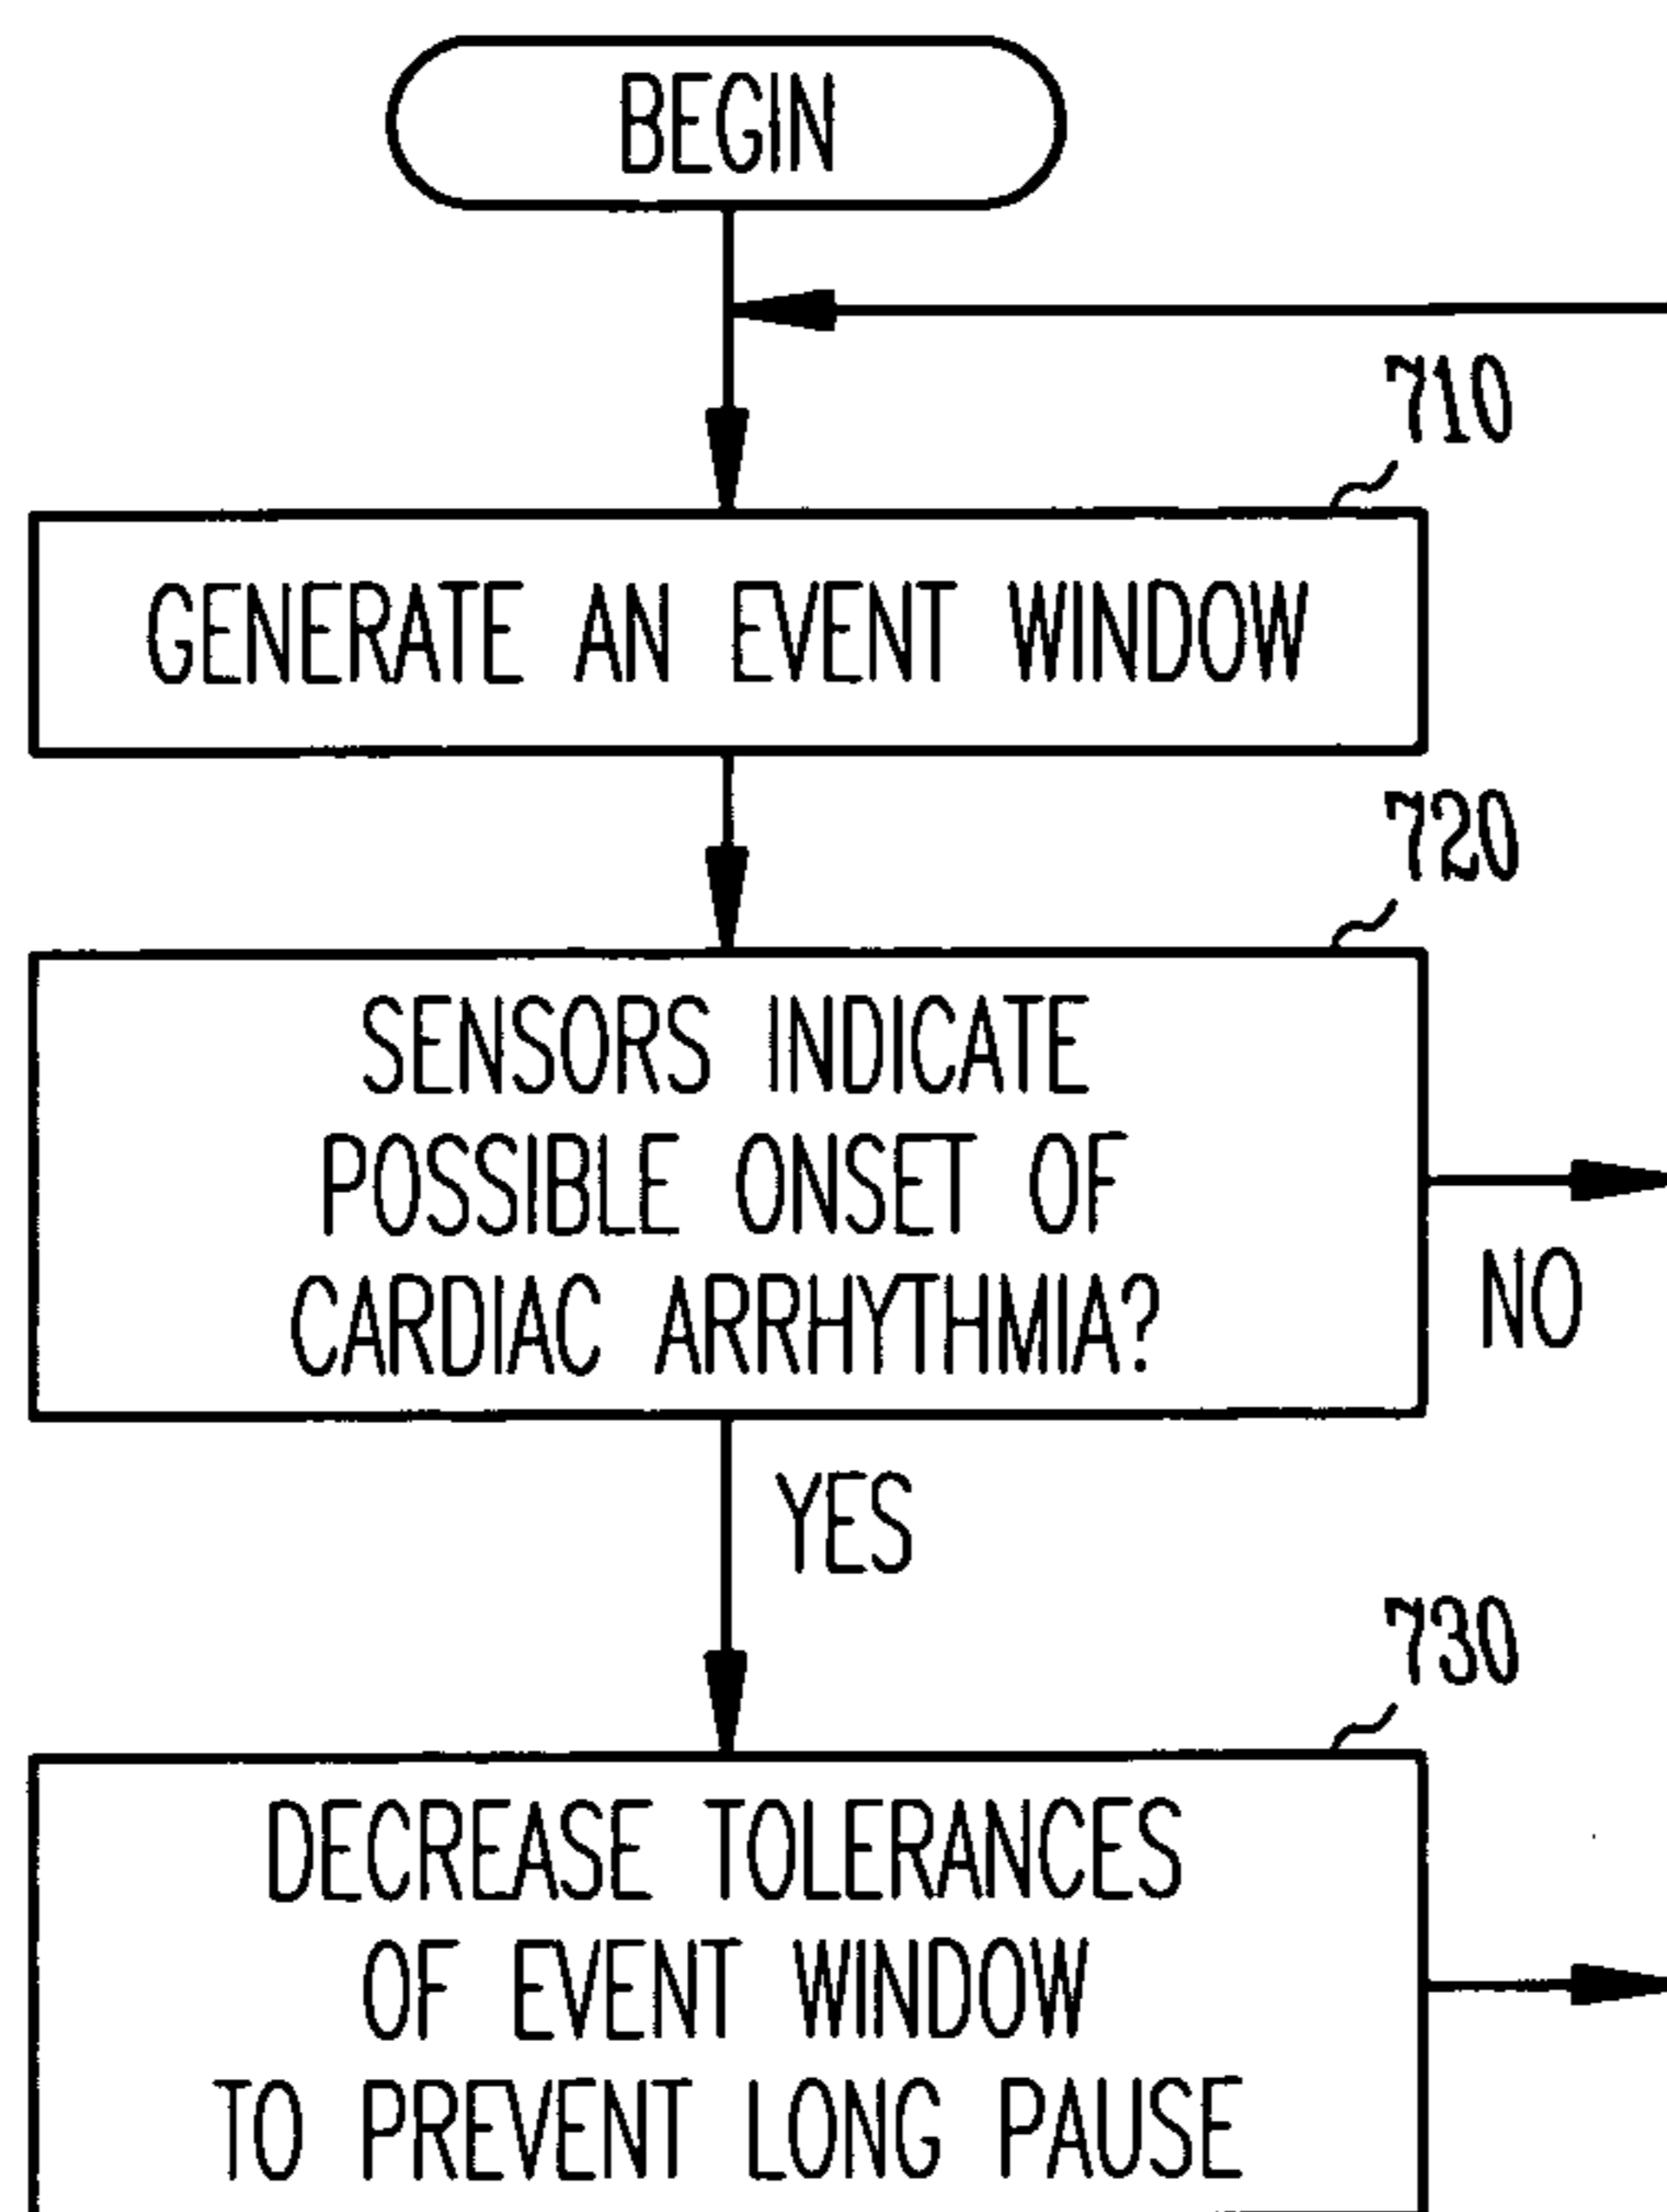 BEGIN
710
GENERATE AN EVENT WINDOW
720
SENSORS INDICATE
POSSIBLE ONSET OF
CARDIAC ARRHYTHMIA?
NO
YES
730
DECREASE TOLERANCES
OF EVENT WINDOW
TO PREVENT LONG PAUSE